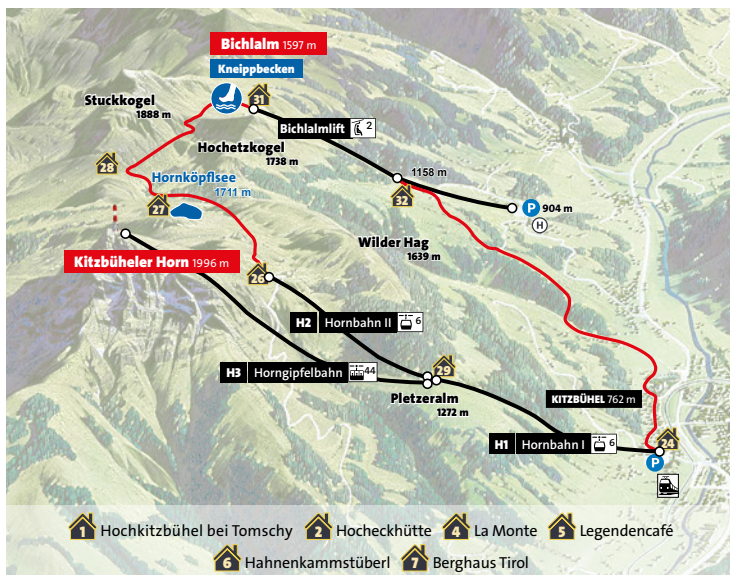 Bichlalm 1597 m
Kneippbecken
Stuckkogel
1888 m
31
Bichlalmlift 2
Hochetzkogel
1738 m
28
1158 m
Hornköpflsee
1711 m
27
32
P 904 m
H
Wilder Hag
1639 m
Kitzbüheler Horn 1996 m
26
H2 Hornbahn II 6
H3 Horngipfelbahn 44
29
Pletzeralm
1272 m
KITZBÜHEL 762 m
H1 Hornbahn I 6
24
P
1 Hochkitzbühel bei Tomschy 2 Hocheckhütte 4 La Monte 5 Legendencafé
6 Hahnenkammstüberl 7 Berghaus Tirol